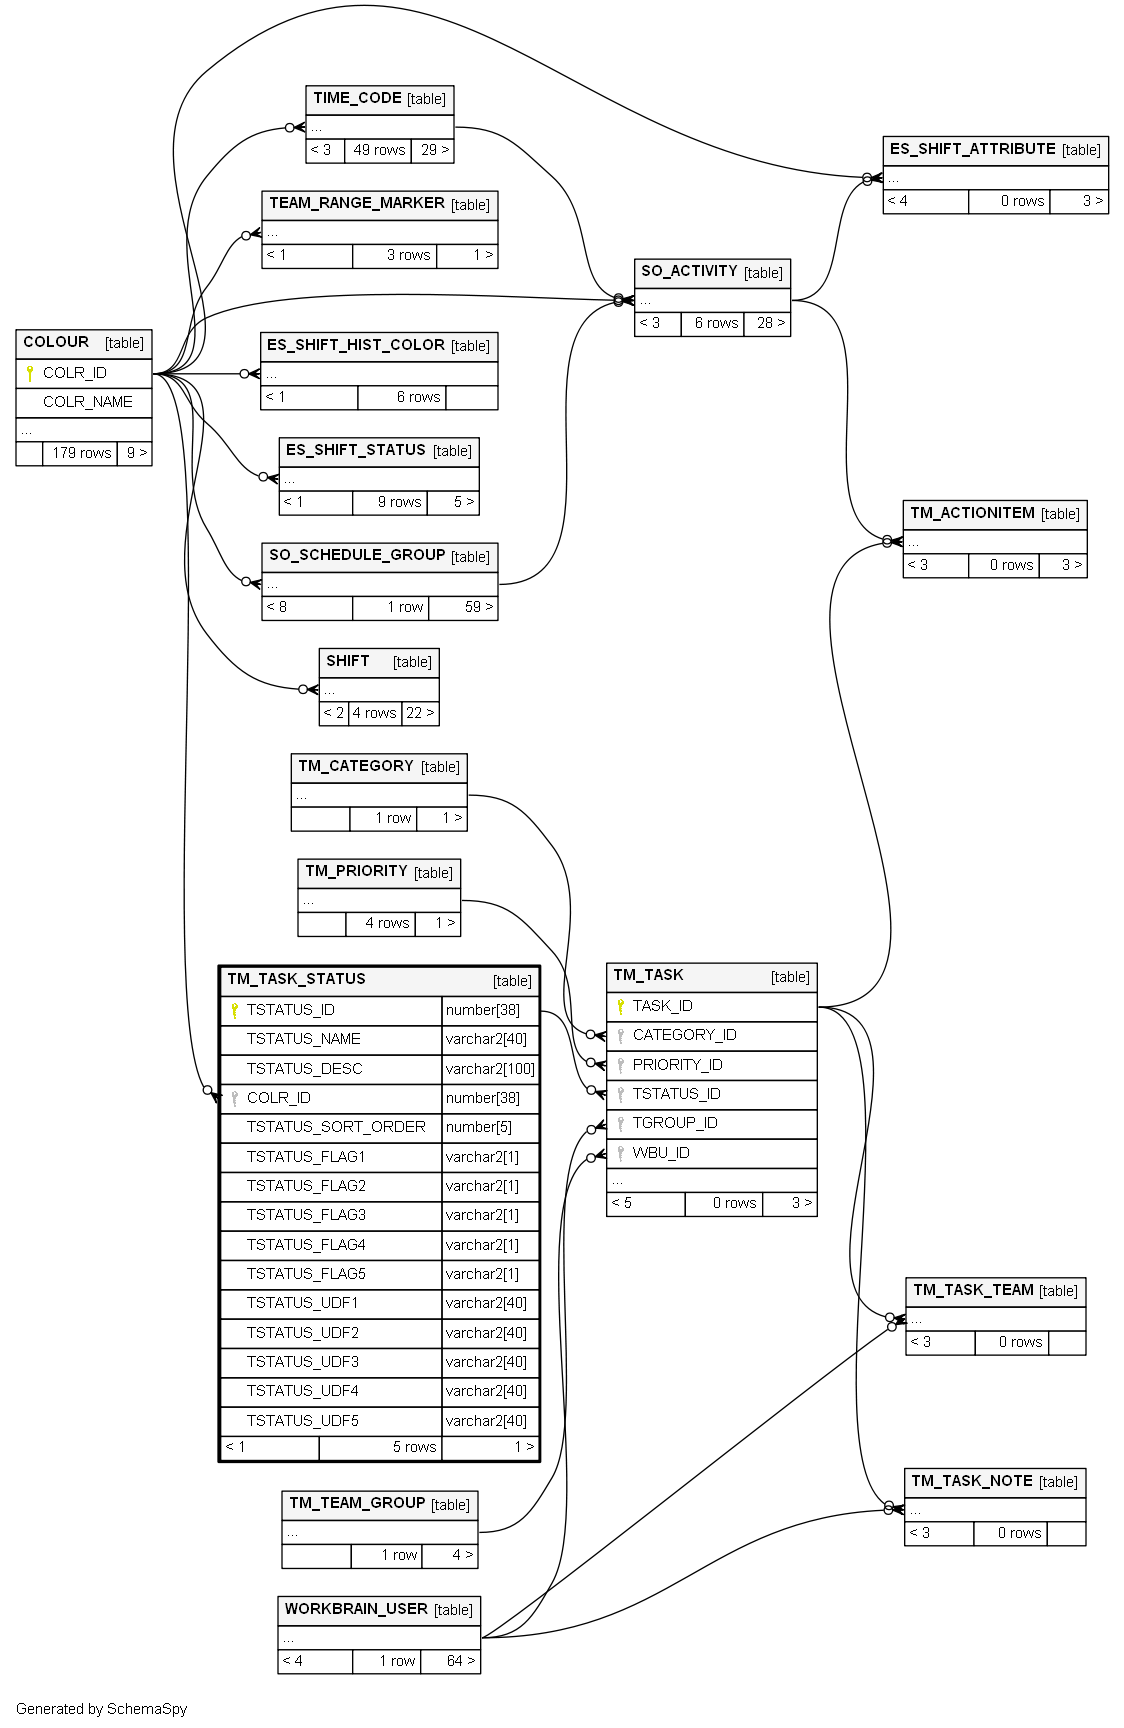 TIME_CODE [table]
...
< 3 49 rows 29 >
ES_SHIFT_ATTRIBUTE [table]
...
< 4 0 rows 3 >
TEAM_RANGE_MARKER [table]
...
< 1 3 rows 1 >
SO_ACTIVITY [table]
...
< 3 6 rows 28 >
COLOUR [table]
COLR_ID
COLR_NAME
...
179 rows 9 >
ES_SHIFT_HIST_COLOR [table]
...
< 1 6 rows
ES_SHIFT_STATUS [table]
...
< 1 9 rows 5 >
TM_ACTIONITEM [table]
...
< 3 0 rows 3 >
SO_SCHEDULE_GROUP [table]
...
< 8 1 row 59 >
SHIFT [table]
...
< 2 4 rows 22 >
TM_CATEGORY [table]
...
1 row 1 >
TM_PRIORITY [table]
...
4 rows 1 >
TM_TASK_STATUS [table]
TSTATUS_ID number[38]
TSTATUS_NAME varchar2[40]
TSTATUS_DESC varchar2[100]
COLR_ID number[38]
TSTATUS_SORT_ORDER number[5]
TSTATUS_FLAG1 varchar2[1]
TSTATUS_FLAG2 varchar2[1]
TSTATUS_FLAG3 varchar2[1]
TSTATUS_FLAG4 varchar2[1]
TSTATUS_FLAG5 varchar2[1]
TSTATUS_UDF1 varchar2[40]
TSTATUS_UDF2 varchar2[40]
TSTATUS_UDF3 varchar2[40]
TSTATUS_UDF4 varchar2[40]
TSTATUS_UDF5 varchar2[40]
< 1 5 rows 1 >
TM_TASK [table]
TASK_ID
CATEGORY_ID
PRIORITY_ID
TSTATUS_ID
TGROUP_ID
WBU_ID
...
< 5 0 rows 3 >
TM_TASK_TEAM [table]
...
< 3 0 rows
TM_TASK_NOTE [table]
...
< 3 0 rows
TM_TEAM_GROUP [table]
...
1 row 4 >
WORKBRAIN_USER [table]
...
< 4 1 row 64 >
Generated by SchemaSpy